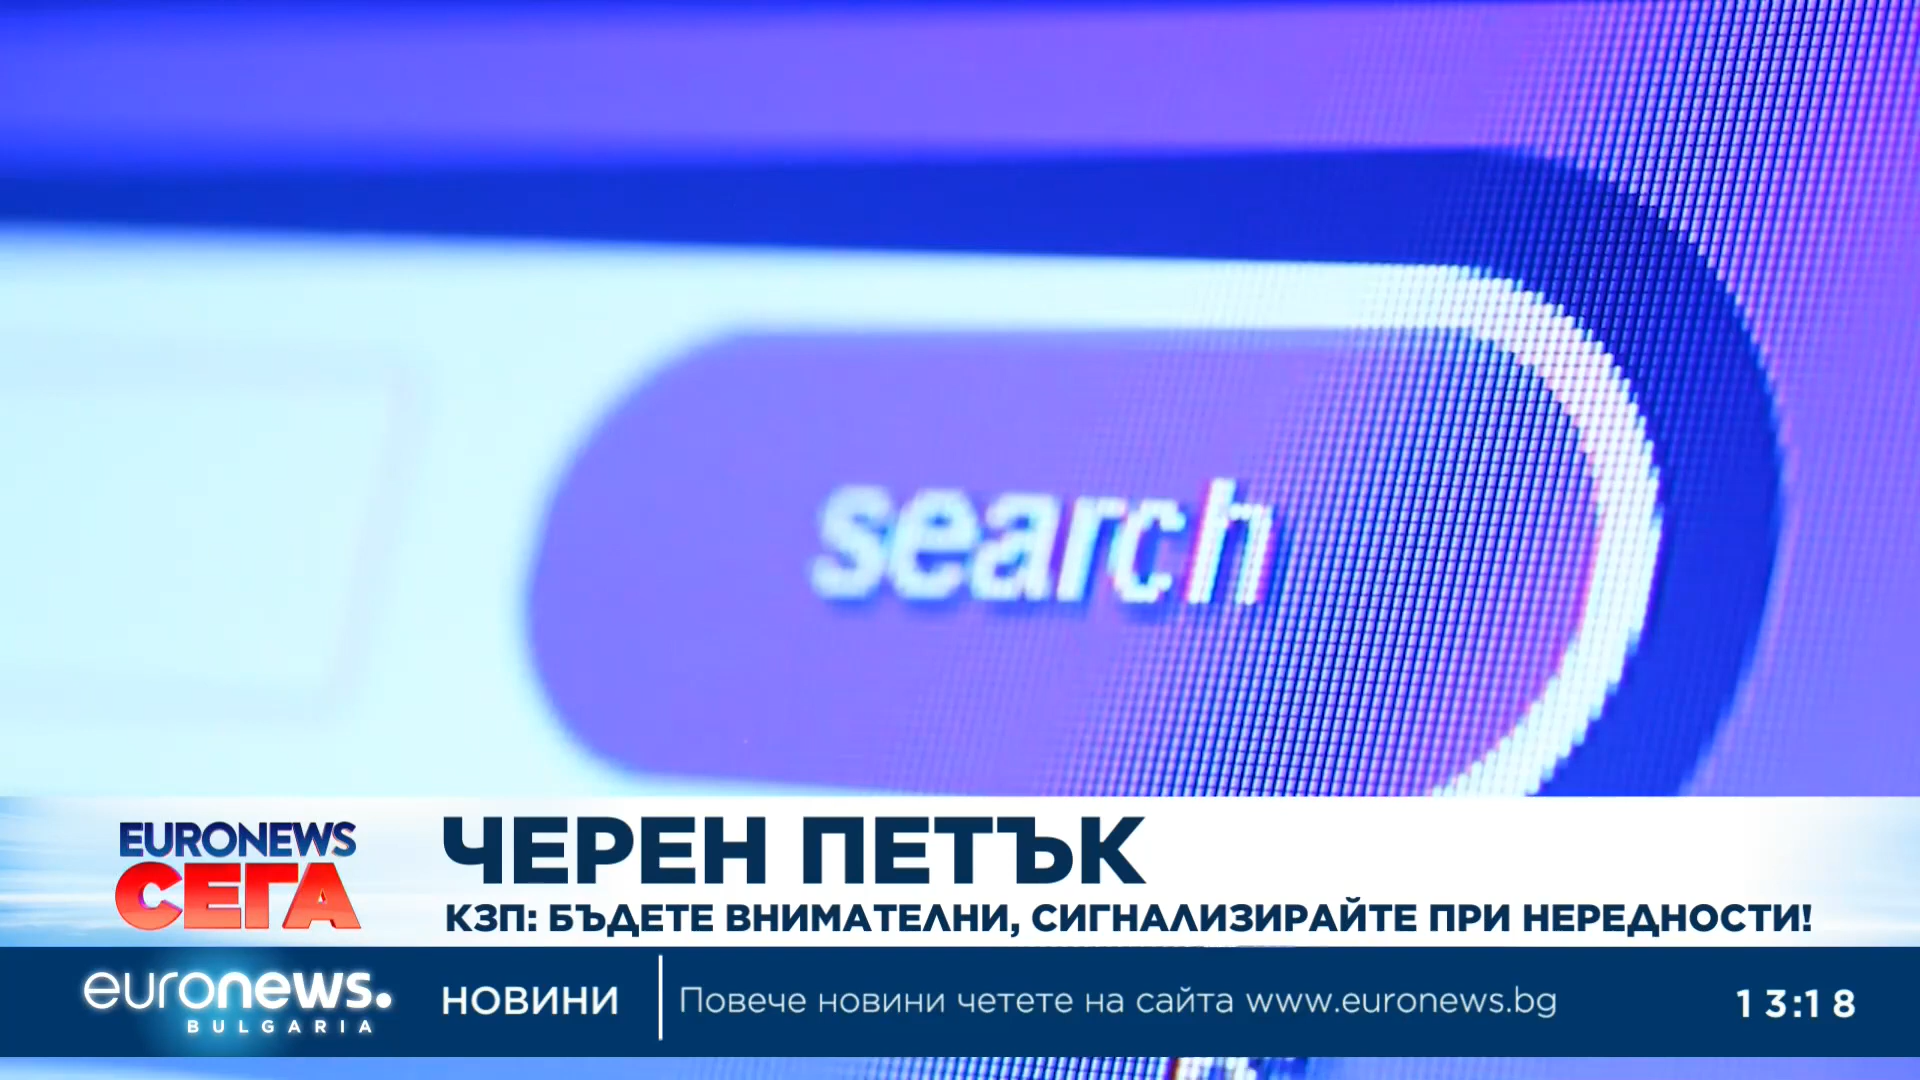 search
EURONEWS
СЕГА
ЧЕРЕН ПЕТЪК
КЗП: БЪДЕТЕ ВНИМАТЕЛНИ, СИГНАЛИЗИРАЙТЕ ПРИ НЕРЕДНОСТИ!
euronews.
BULGARIA
НОВИНИ
Повече новини четете на сайта www.euronews.bg
13:18